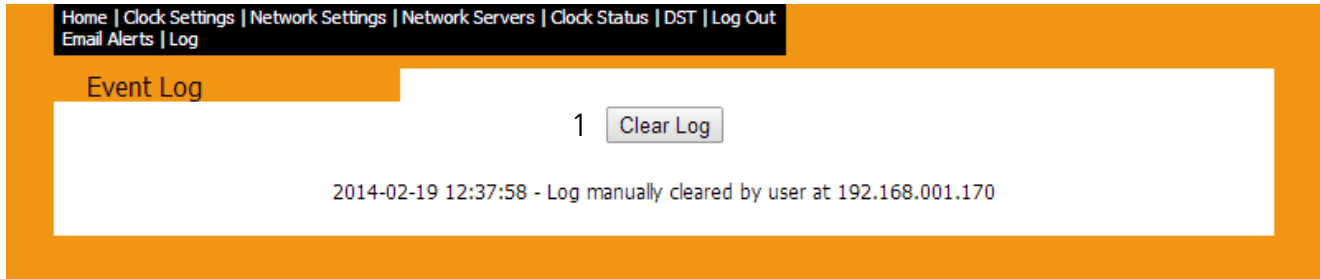 Home | Clock Settings | Network Settings | Network Servers | Clock Status | DST | Log Out
Email Alerts | Log
Event Log
1 Clear Log
2014-02-19 12:37:58 - Log manually cleared by user at 192.168.001.170